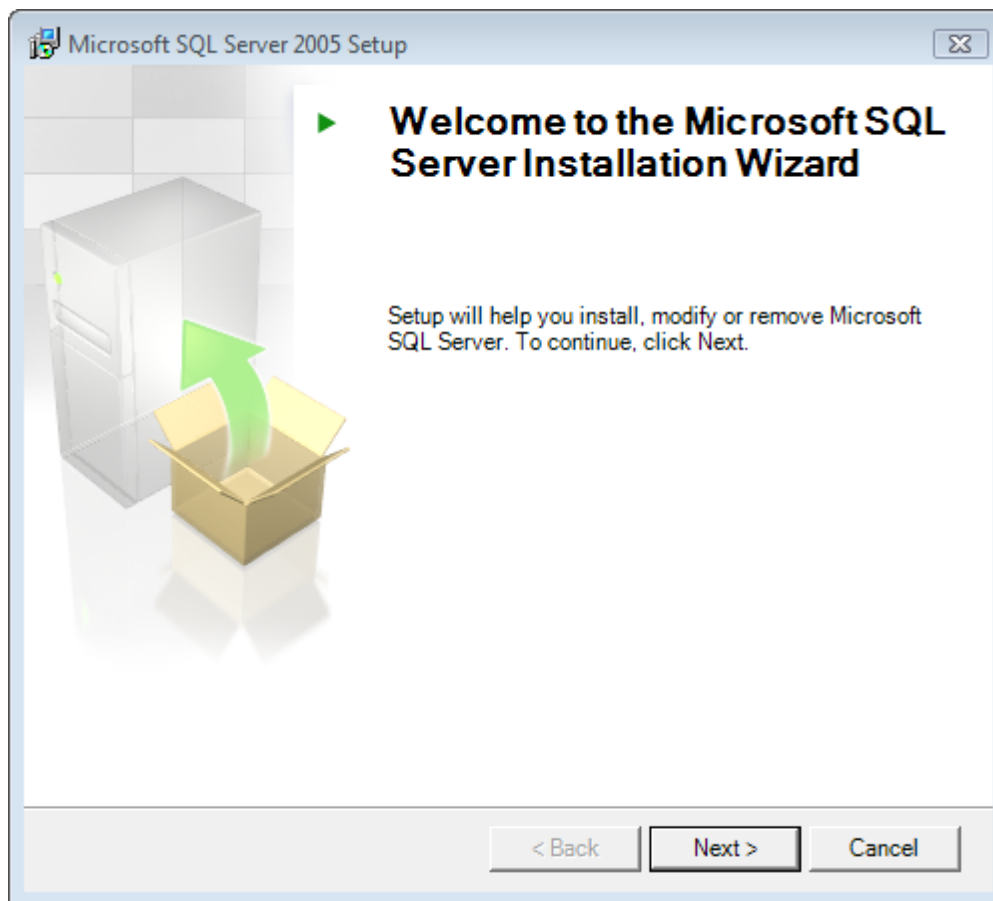 Microsoft SQL Server 2005 Setup
Welcome to the Microsoft SQL
Server Installation Wizard
Setup will help you install, modify or remove Microsoft
SQL Server. To continue, click Next.
< Back Next > Cancel